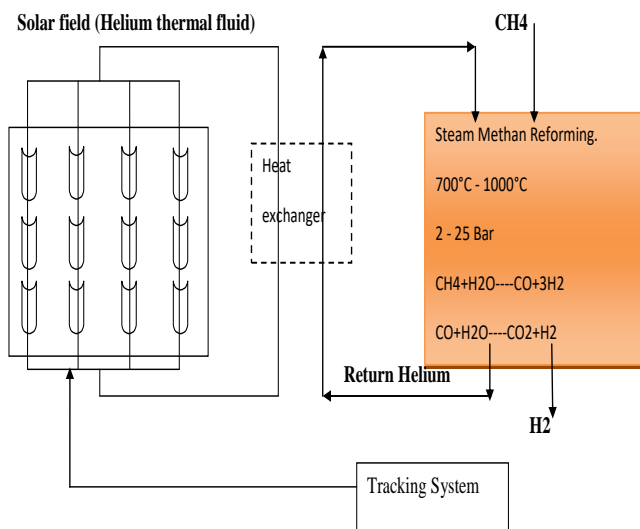 Solar field (Helium thermal fluid)
CH4
Heat
exchanger
Steam Methan Reforming.
700°C - 1000°C
2 - 25 Bar
CH4+H2O----CO+3H2
CO+H2O----CO2+H2
Return Helium
H2
Tracking System